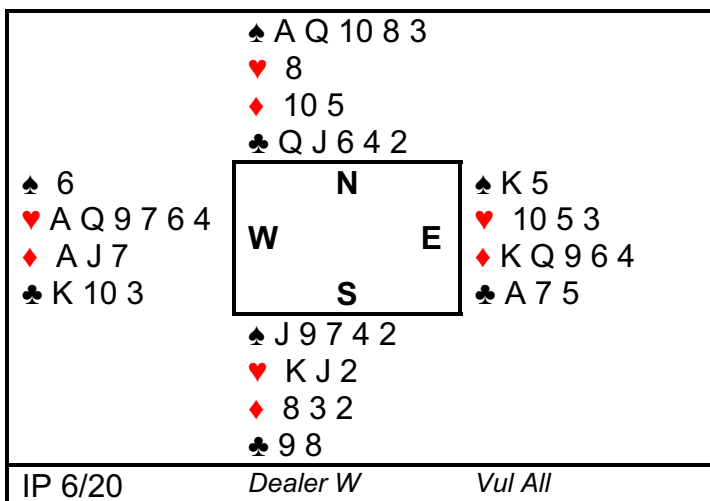 ♠ A Q 10 8 3
♥ 8
♦ 10 5
♣ Q J 6 4 2
♠ 6
♥ A Q 9 7 6 4
♦ A J 7
♣ K 10 3
N
W E
S
♠ K 5
♥ 10 5 3
♦ K Q 9 6 4
♣ A 7 5
♠ J 9 7 4 2
♥ K J 2
♦ 8 3 2
♣ 9 8
IP 6/20 Dealer W Vul All